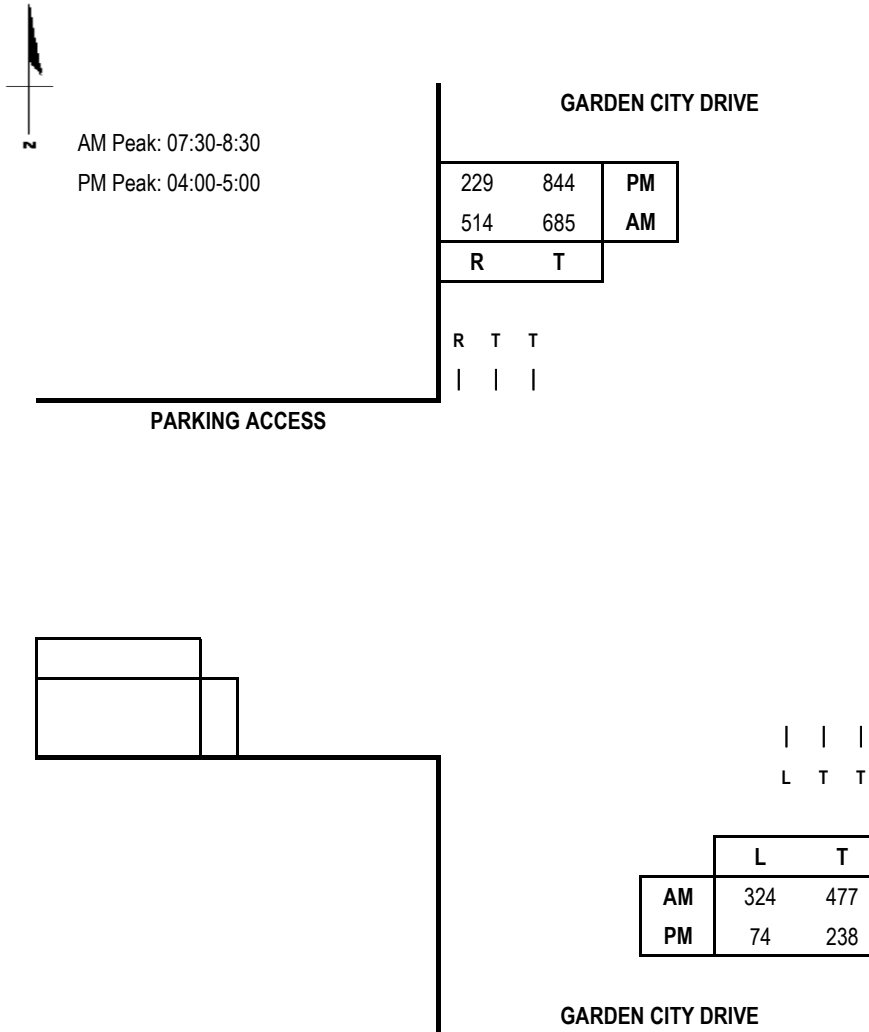 GARDEN CITY DRIVE
N
AM Peak: 07:30-8:30
PM Peak: 04:00-5:00
229 844 PM
514 685 AM
R T
R T T
PARKING ACCESS
L T T
L T
AM 324 477
PM 74 238
GARDEN CITY DRIVE